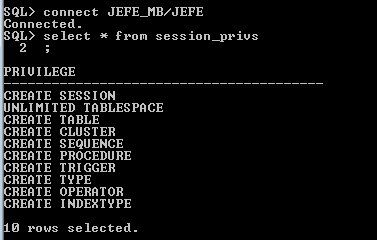 SQL> connect JEFE_MB/JEFE
Connected.
SQL> select * from session_privs
  2  ;
PRIVILEGE
----------------------------------------
CREATE SESSION
UNLIMITED TABLESPACE
CREATE TABLE
CREATE CLUSTER
CREATE SEQUENCE
CREATE PROCEDURE
CREATE TRIGGER
CREATE TYPE
CREATE OPERATOR
CREATE INDEXTYPE
10 rows selected.